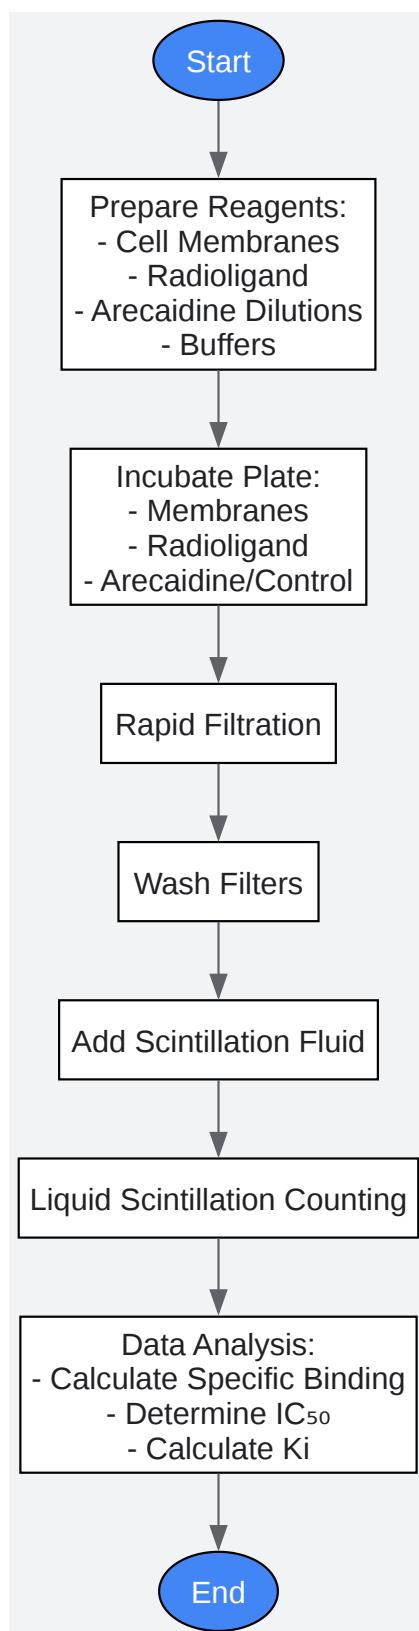 Start
Prepare Reagents:
- Cell Membranes
- Radioligand
- Arecaidine Dilutions
- Buffers
Incubate Plate:
- Membranes
- Radioligand
- Arecaidine/Control
Rapid Filtration
Wash Filters
Add Scintillation Fluid
Liquid Scintillation Counting
Data Analysis:
- Calculate Specific Binding
- Determine IC₅₀
- Calculate Ki
End